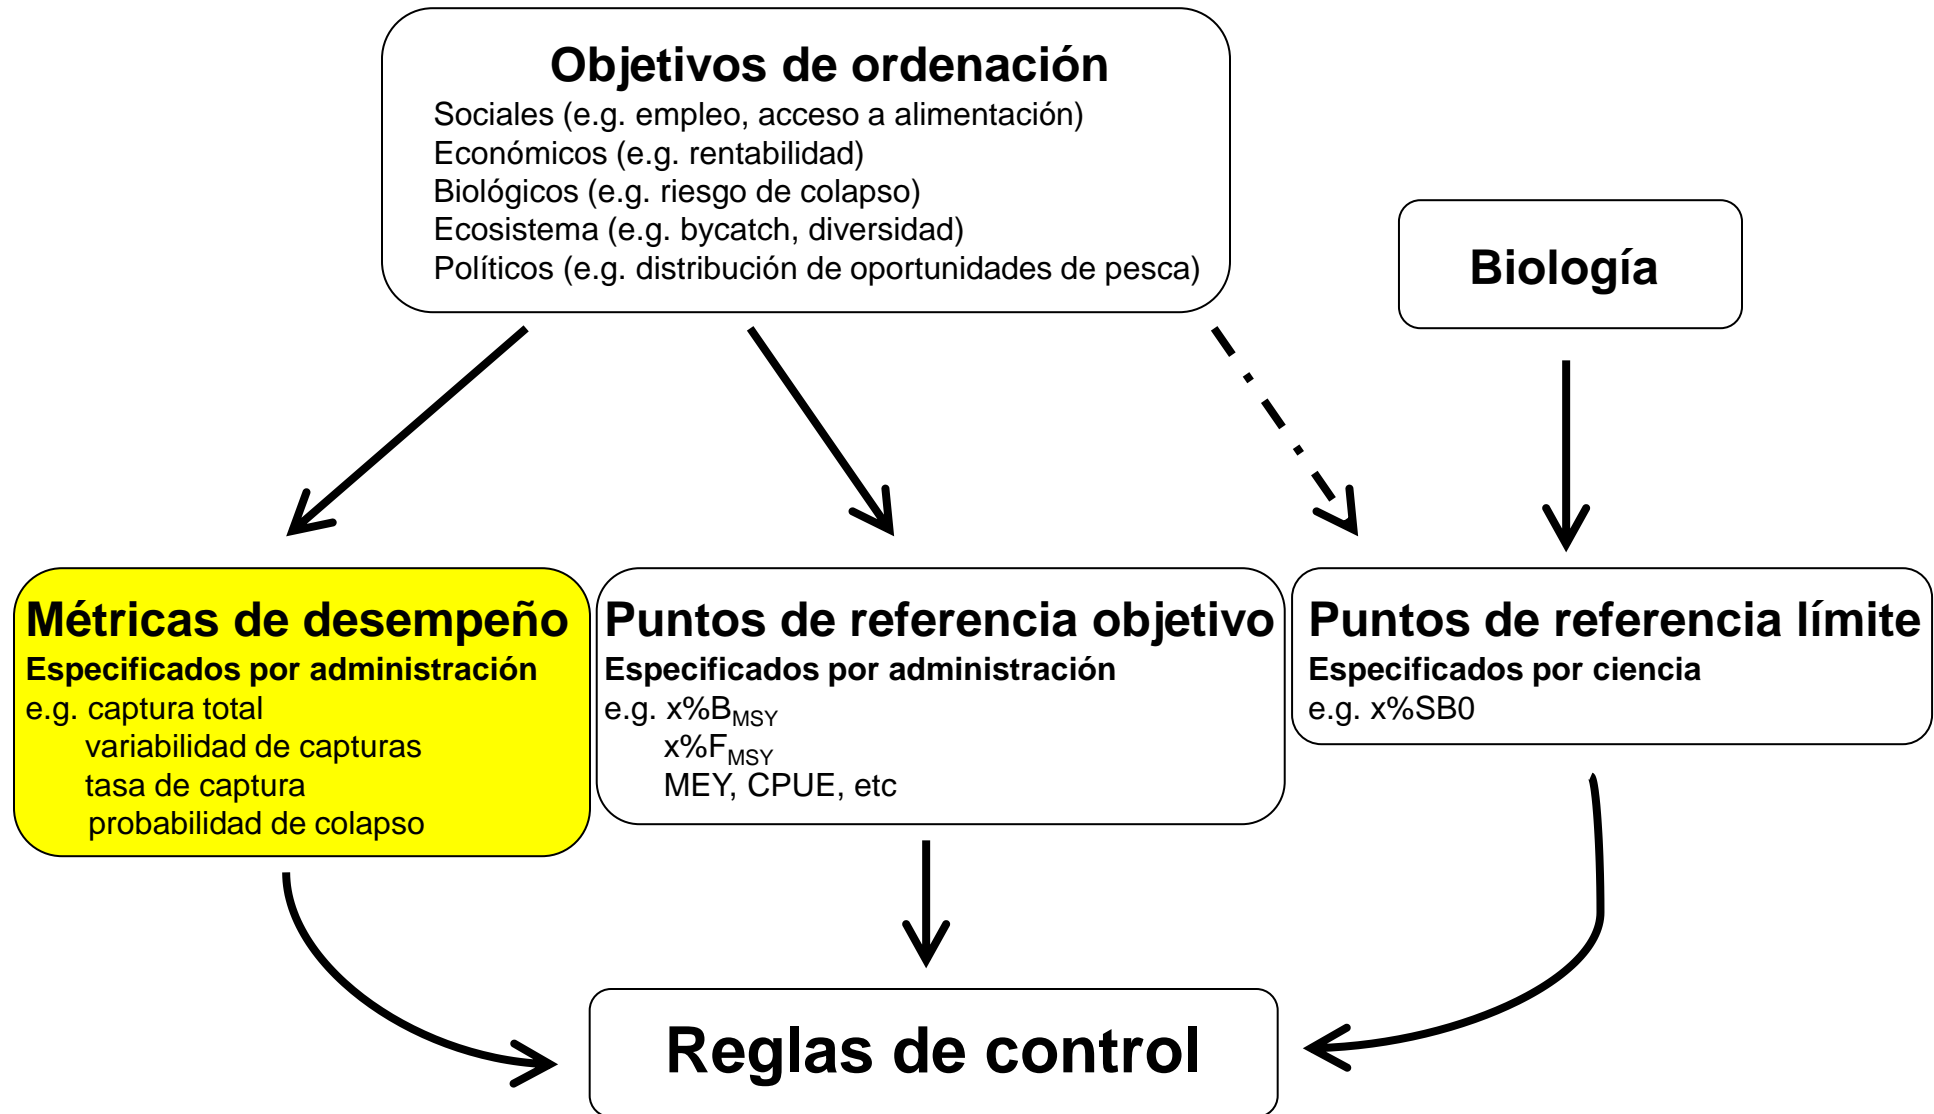 Objetivos de ordenación
Sociales (e.g. empleo, acceso a alimentación)
Económicos (e.g. rentabilidad)
Biológicos (e.g. riesgo de colapso)
Ecosistema (e.g. bycatch, diversidad)
Políticos (e.g. distribución de oportunidades de pesca)
Biología
Métricas de desempeño
Especificados por administración
e.g. captura total
variabilidad de capturas
tasa de captura
probabilidad de colapso
Puntos de referencia objetivo
Especificados por administración
e.g. x%BMSY
x%FMSY
MEY, CPUE, etc
Puntos de referencia límite
Especificados por ciencia
e.g. x%SB0
Reglas de control